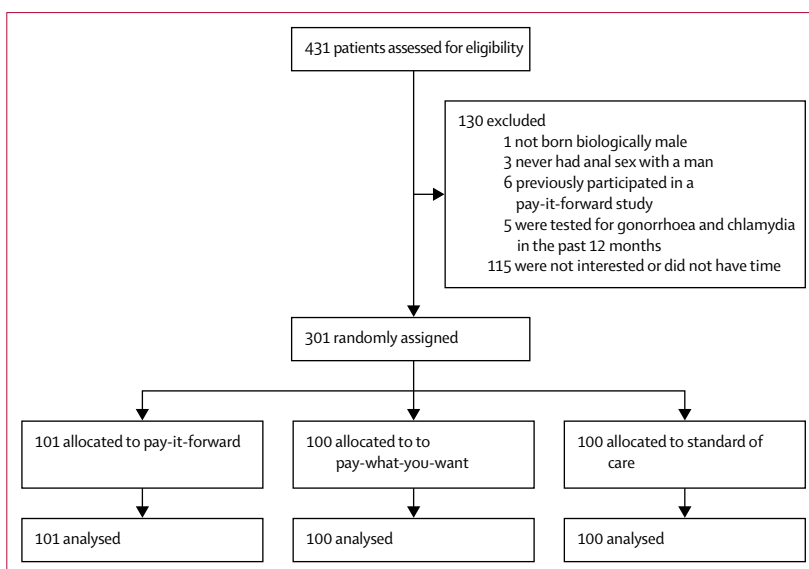 431 patients assessed for eligibility
130 excluded
1 not born biologically male
3 never had anal sex with a man
6 previously participated in a
pay-it-forward study
5 were tested for gonorrhoea and chlamydia
in the past 12 months
115 were not interested or did not have time
301 randomly assigned
101 allocated to pay-it-forward
100 allocated to to
pay-what-you-want
100 allocated to standard of
care
101 analysed
100 analysed
100 analysed